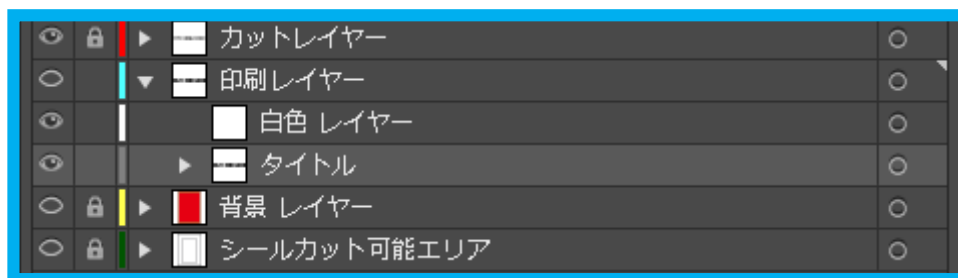 カットレイヤー
印刷レイヤー
白色 レイヤー
タイトル
背景 レイヤー
シールカット可能エリア